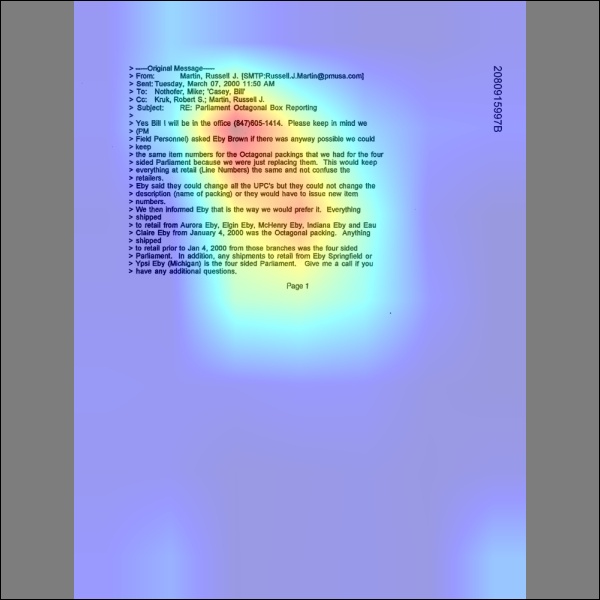 > -----Original Message-----
> From: Martin, Russell J. [SMTP:Russell.J.Martin@pmusa.com]
> Sent: Tuesday, March 07, 2000 11:50 AM
> To: Nothofer, Mike; 'Casey, Bill'
> Cc: Kruk, Robert S.; Martin, Russell J.
> Subject: RE: Parliament Octagonal Box Reporting
>
> Yes Bill I will be in the office (847)605-1414. Please keep in mind we
> (PM
> Field Personnel) asked Eby Brown if there was anyway possible we could
> keep
> the same item numbers for the Octagonal packings that we had for the four
> sided Parliament because we were just replacing them. This would keep
> everything at retail (Line Numbers) the same and not confuse the
> retailers.
> Eby said they could change all the UPC's but they could not change the
> description (name of packing) or they would have to issue new item
> numbers.
> We then informed Eby that is the way we would prefer it. Everything
> shipped
> to retail from Aurora Eby, Elgin Eby, McHenry Eby, Indiana Eby and Eau
> Claire Eby from January 4, 2000 was the Octagonal packing. Anything
> shipped
> to retail prior to Jan 4, 2000 from those branches was the four sided
> Parliament. In addition, any shipments to retail from Eby Springfield or
> Ypsi Eby (Michigan) is the four sided Parliament. Give me a call if you
> have any additional questions.
Page 1
2080915997B